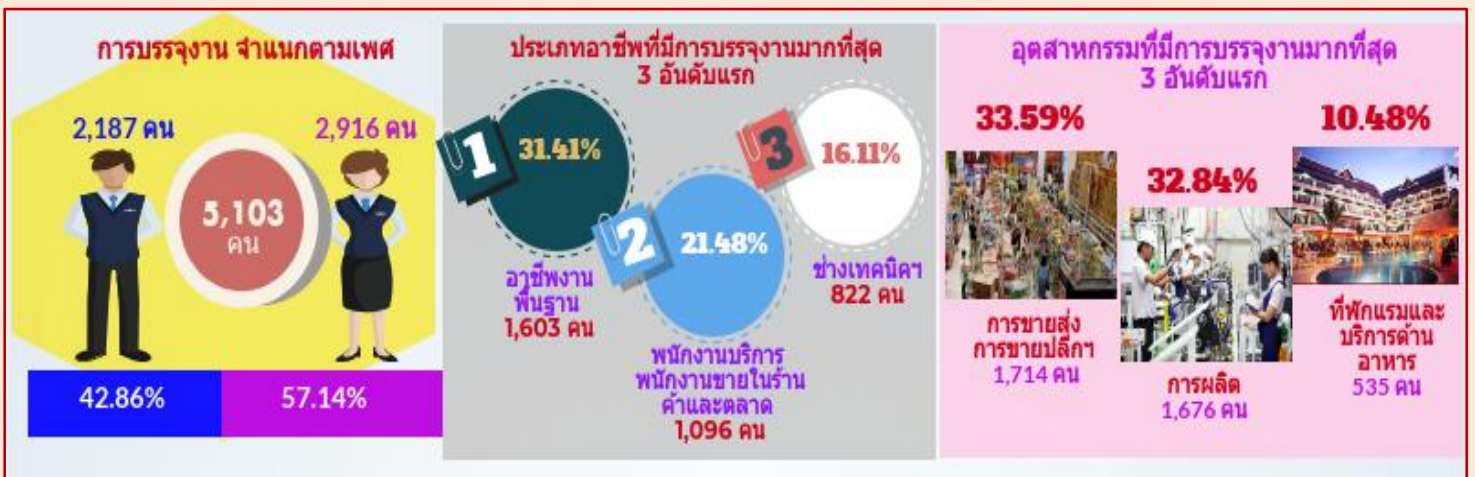 การบรรจุงาน จำแนกตามเพศ
2,187 คน
2,916 คน
5,103
คน
42.86%
57.14%
ประเภทอาชีพที่มีการบรรจุงานมากที่สุด
3 อันดับแรก
1
31.41%
อาชีพงาน
พื้นฐาน
1,603 คน
2
21.48%
พนักงานบริการ
พนักงานขายในร้าน
ค้าและตลาด
1,096 คน
3
16.11%
ช่างเทคนิคฯ
822 คน
อุตสาหกรรมที่มีการบรรจุงานมากที่สุด
3 อันดับแรก
33.59%
การขายส่ง
การขายปลีกฯ
1,714 คน
32.84%
การผลิต
1,676 คน
10.48%
ที่พักแรมและ
บริการด้าน
อาหาร
535 คน